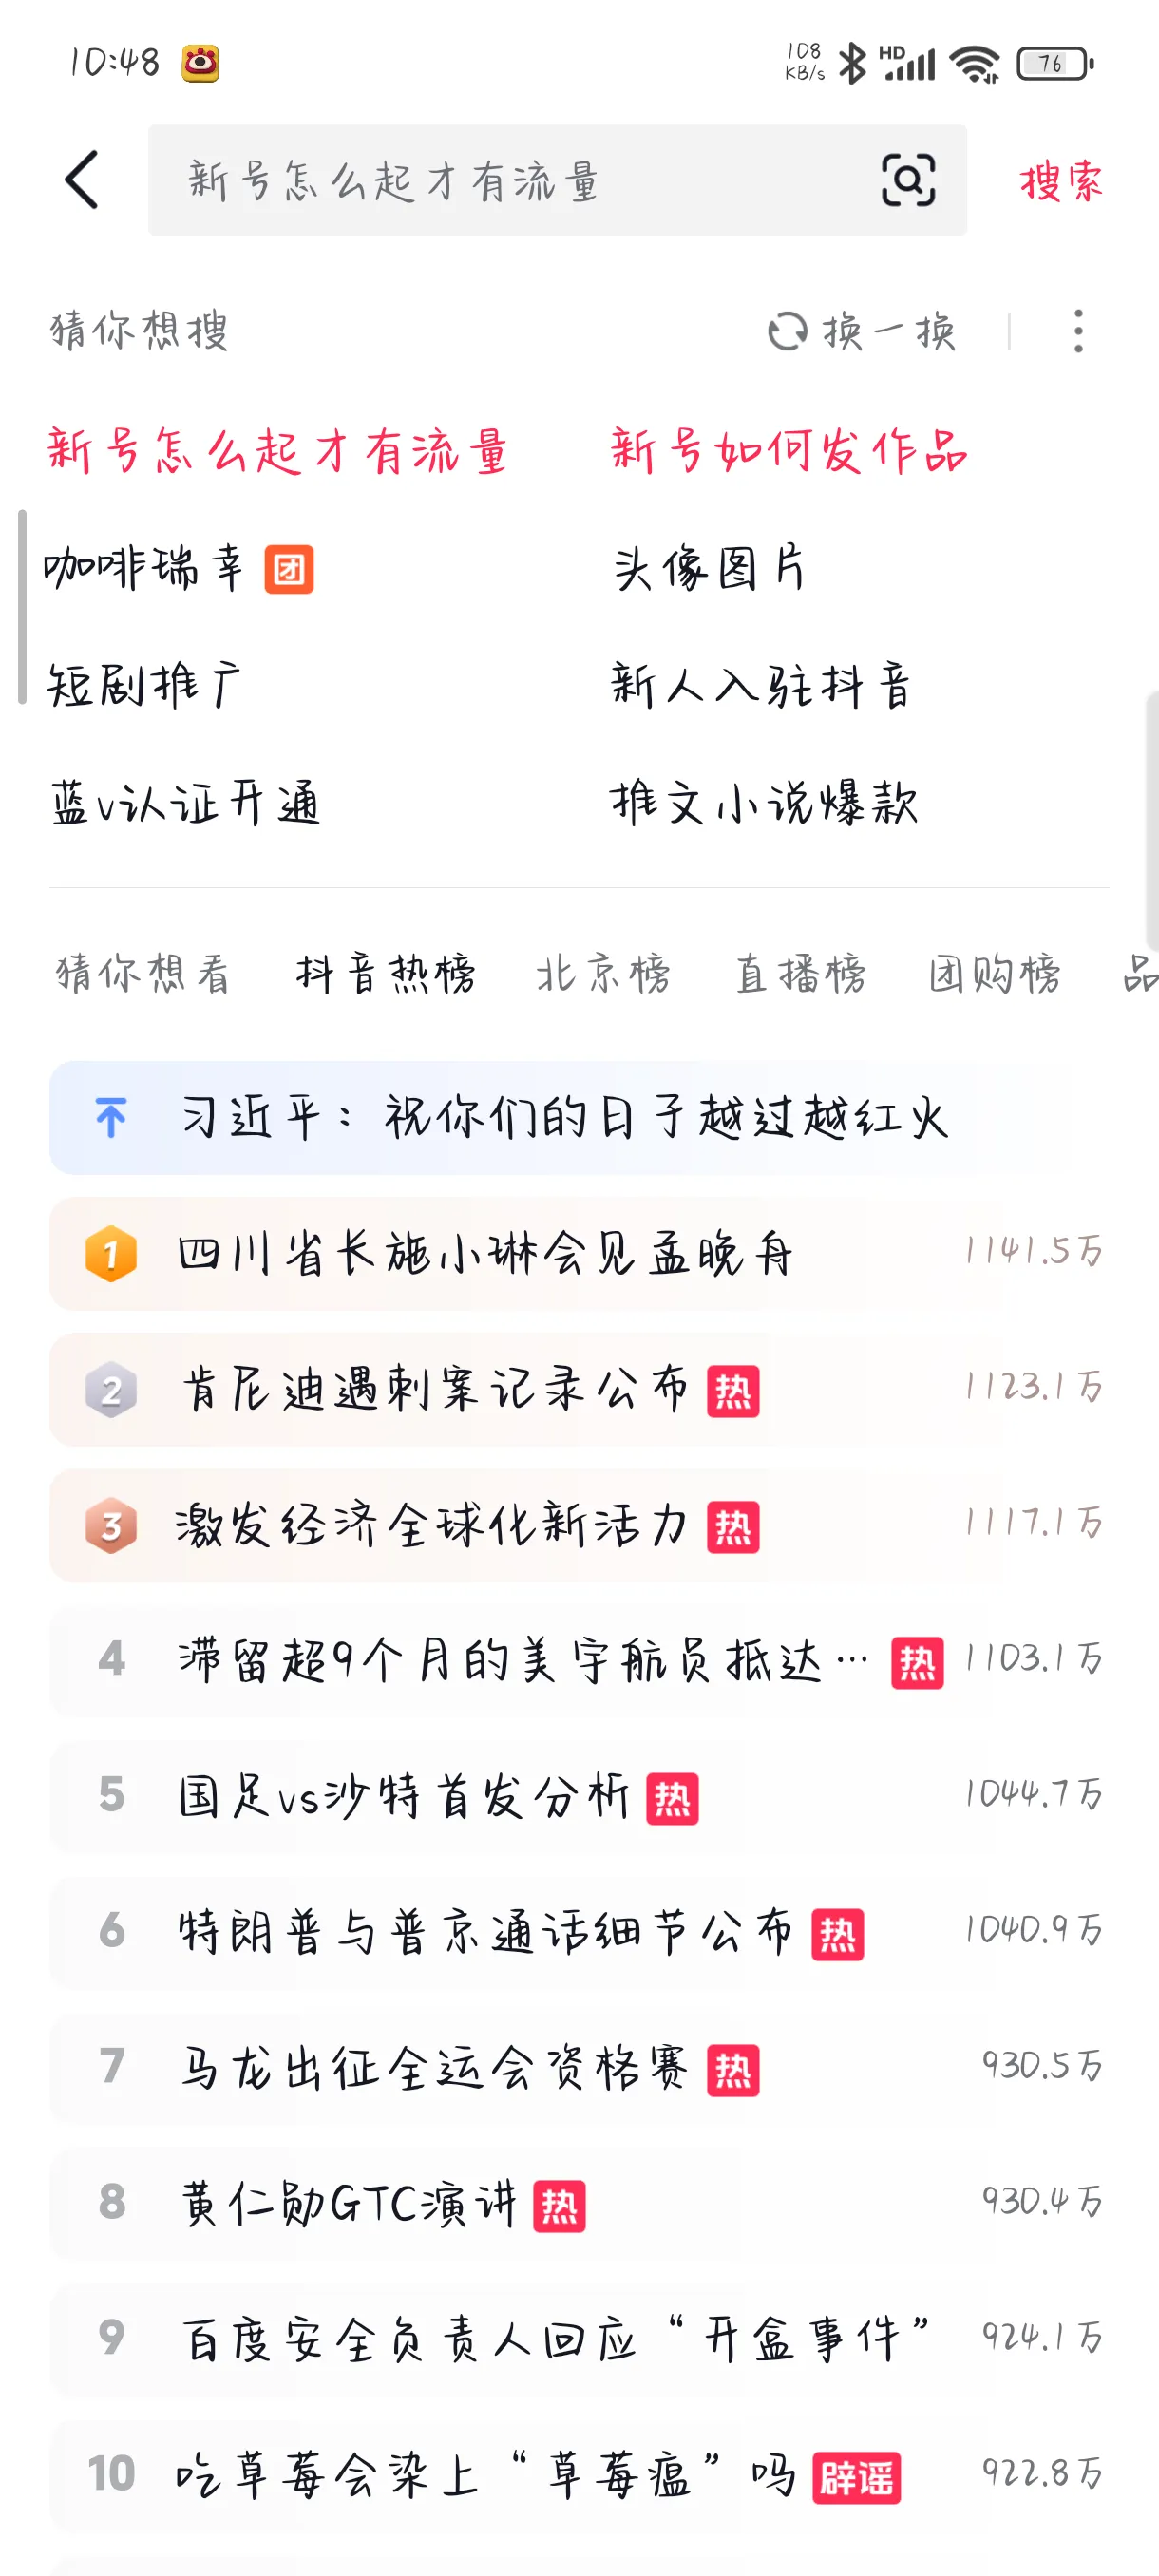 10:48
108 KB/s HD 76
新号怎么起才有流量 搜索
猜你想搜 换一换
新号怎么起才有流量 新号如何发作品
咖啡瑞幸 团 头像图片
短剧推广 新人入驻抖音
蓝v认证开通 推文小说爆款
猜你想看 抖音热榜 北京榜 直播榜 团购榜 品
习近平：祝你们的日子越过越红火
1 四川省长施小琳会见孟晚舟 1141.5万
2 肯尼迪遇刺案记录公布 热 1123.1万
3 激发经济全球化新活力 热 1117.1万
4 滞留超9个月的美宇航员抵达… 热 1103.1万
5 国足vs沙特首发分析 热 1044.7万
6 特朗普与普京通话细节公布 热 1040.9万
7 马龙出征全运会资格赛 热 930.5万
8 黄仁勋GTC演讲 热 930.4万
9 百度安全负责人回应“开盒事件” 924.1万
10 吃草莓会染上“草莓瘟”吗 辟谣 922.8万